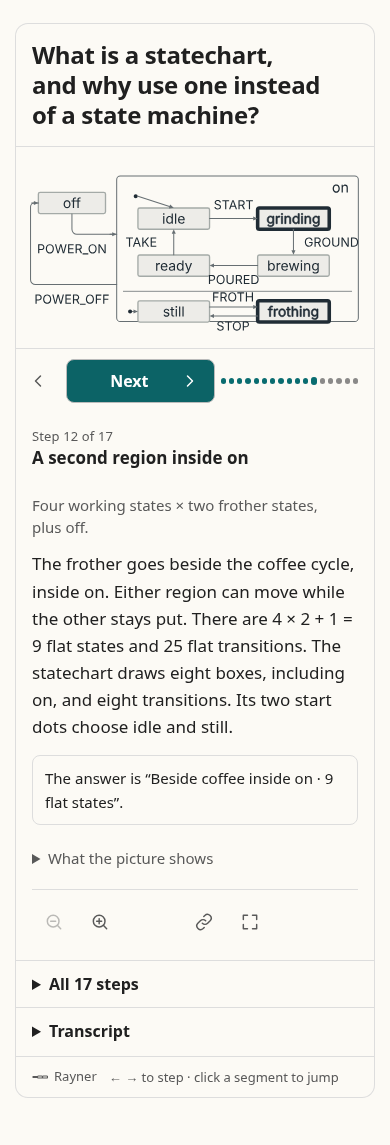 What is a statechart,
and why use one instead
of a state machine?
on
off
idle
START
grinding
POWER_ON
TAKE
GROUND
ready
POURED
brewing
POWER_OFF
FROTH
still
frothing
STOP
Next
Step 12 of 17
A second region inside on
Four working states × two frother states,
plus off.
The frother goes beside the coffee cycle,
inside on. Either region can move while
the other stays put. There are 4 × 2 + 1 =
9 flat states and 25 flat transitions. The
statechart draws eight boxes, including
on, and eight transitions. Its two start
dots choose idle and still.
The answer is “Beside coffee inside on · 9
flat states”.
What the picture shows
All 17 steps
Transcript
Rayner ← → to step · click a segment to jump